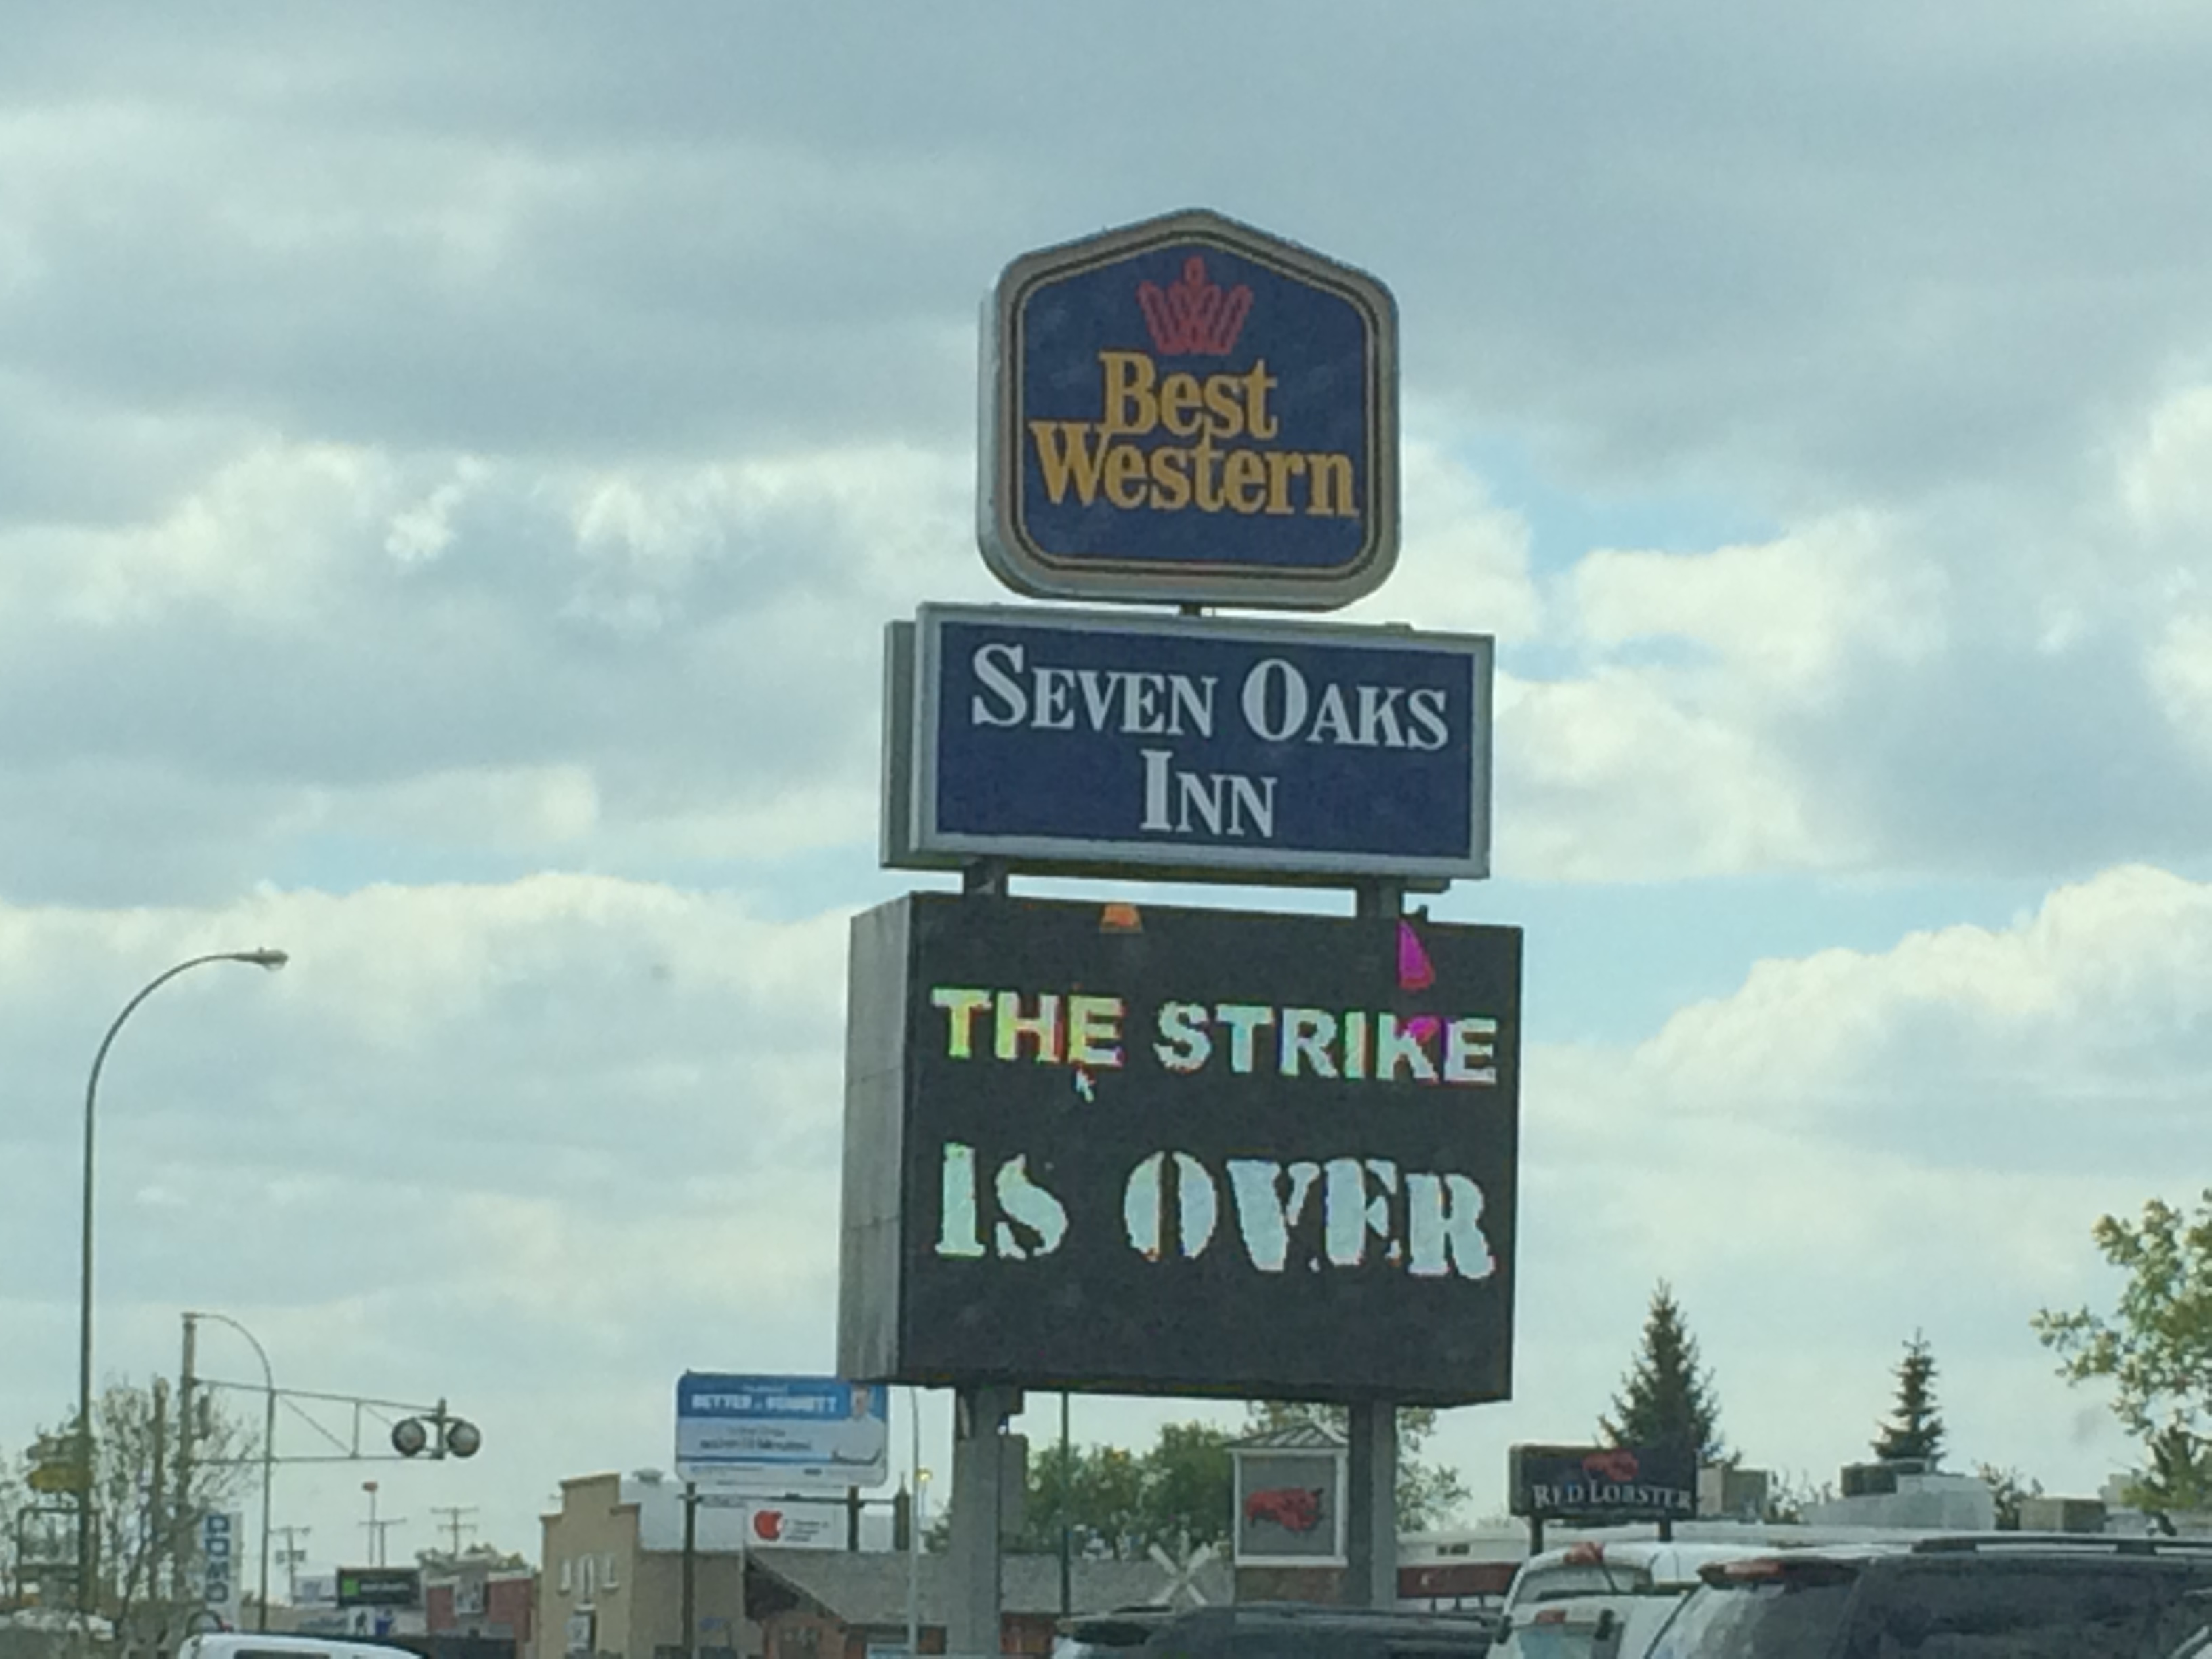 Best
Western
SEVEN OAKS
INN
THE STRIKE
IS OVER
RED LOBSTER
DOMO